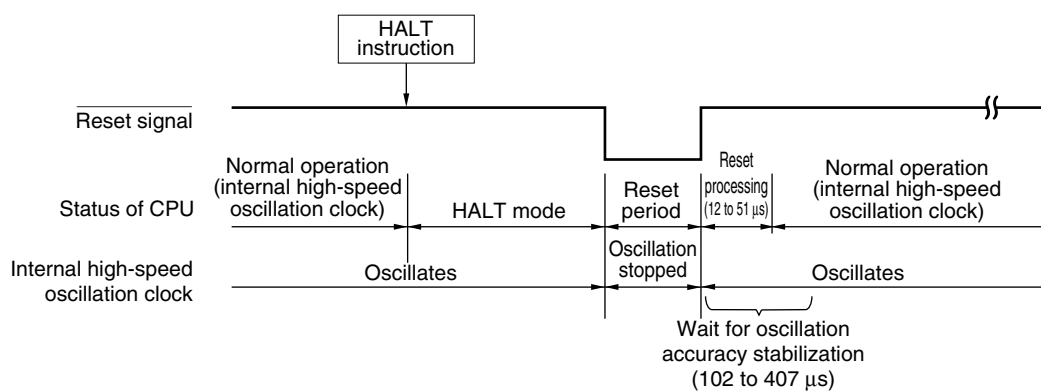 HALT
instruction
Reset signal
Status of CPU
Normal operation
(internal high-speed
oscillation clock)
HALT mode
Reset
period
Reset
processing
(12 to 51 μs)
Normal operation
(internal high-speed
oscillation clock)
Internal high-speed
oscillation clock
Oscillates
Oscillation
stopped
Oscillates
Wait for oscillation
accuracy stabilization
(102 to 407 μs)